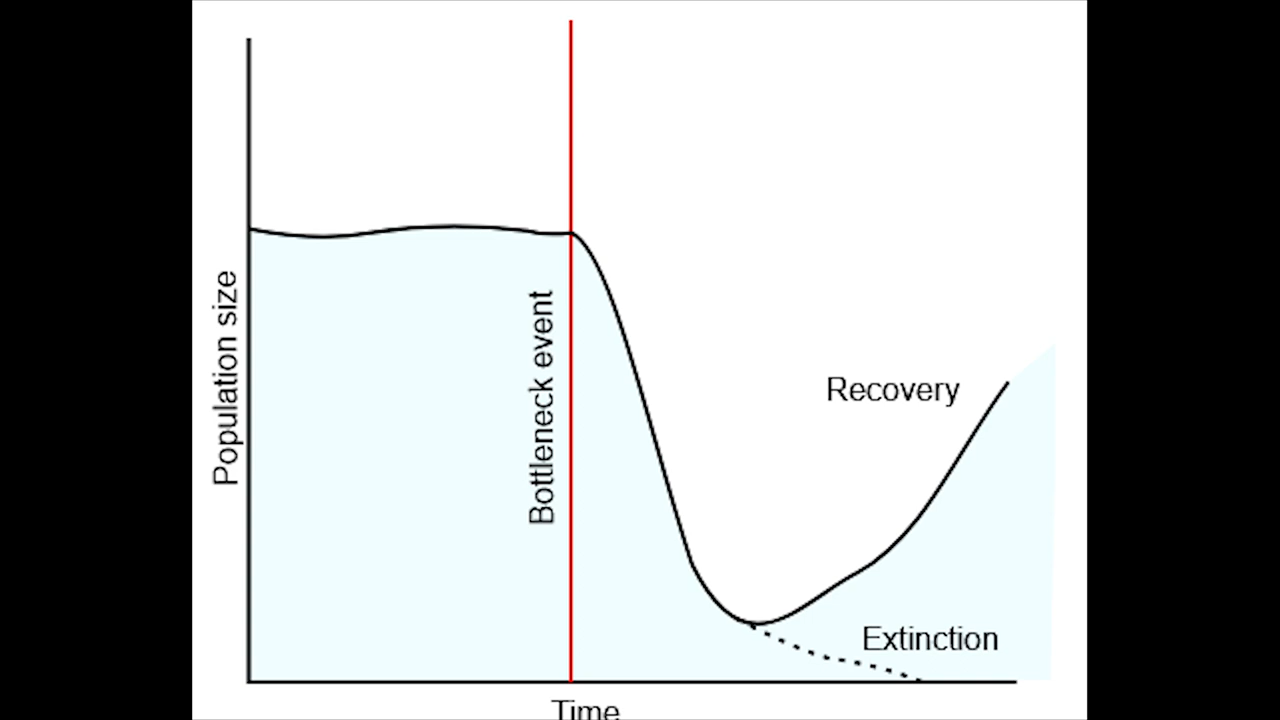 Population size
Bottleneck event
Recovery
Extinction
Time